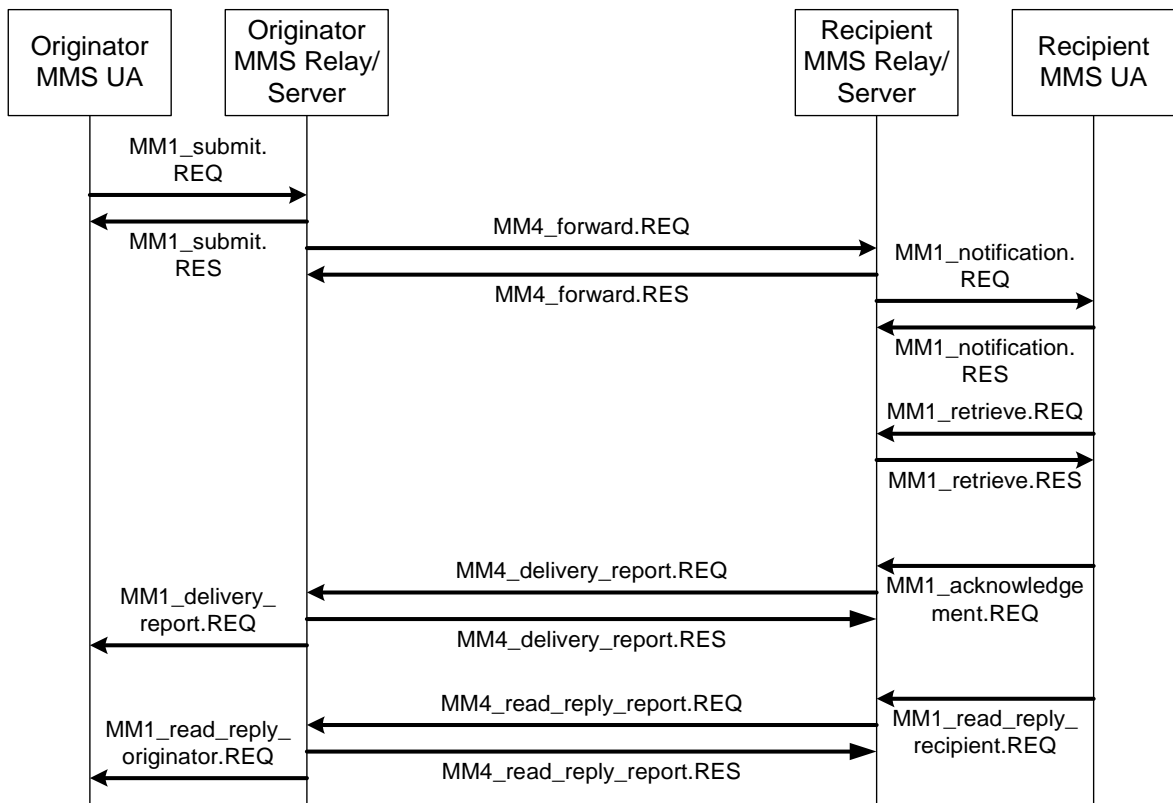 Originator
MMS UA
Originator
MMS Relay/
Server
Recipient
MMS Relay/
Server
Recipient
MMS UA
MM1_submit.
REQ
MM1_submit.
RES
MM4_forward.REQ
MM4_forward.RES
MM1_notification.
REQ
MM1_notification.
RES
MM1_retrieve.REQ
MM1_retrieve.RES
MM4_delivery_report.REQ
MM1_acknowledge
ment.REQ
MM1_delivery_
report.REQ
MM4_delivery_report.RES
MM4_read_reply_report.REQ
MM1_read_reply_
recipient.REQ
MM1_read_reply_
originator.REQ
MM4_read_reply_report.RES